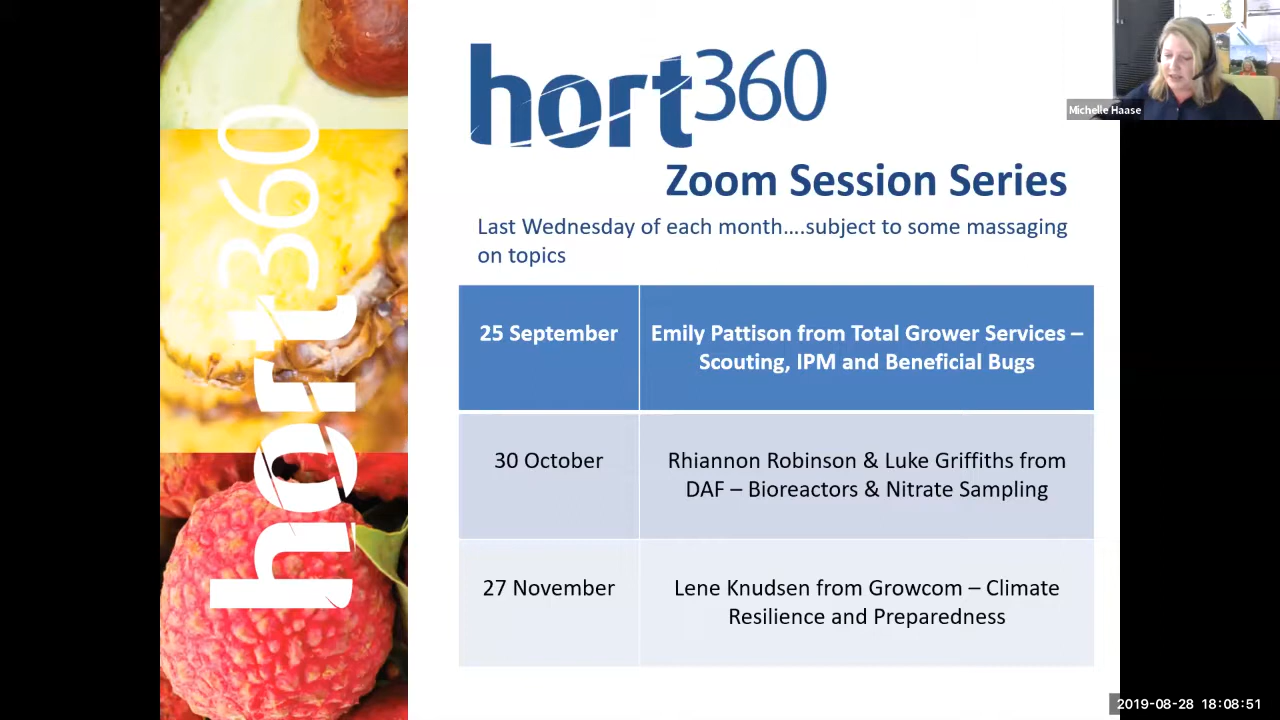 hort360
hort360
Michelle Haase
Zoom Session Series
Last Wednesday of each month....subject to some massaging
on topics
25 September
Emily Pattison from Total Grower Services –
Scouting, IPM and Beneficial Bugs
30 October
Rhiannon Robinson & Luke Griffiths from
DAF – Bioreactors & Nitrate Sampling
27 November
Lene Knudsen from Growcom – Climate
Resilience and Preparedness
2019-08-28 18:08:51